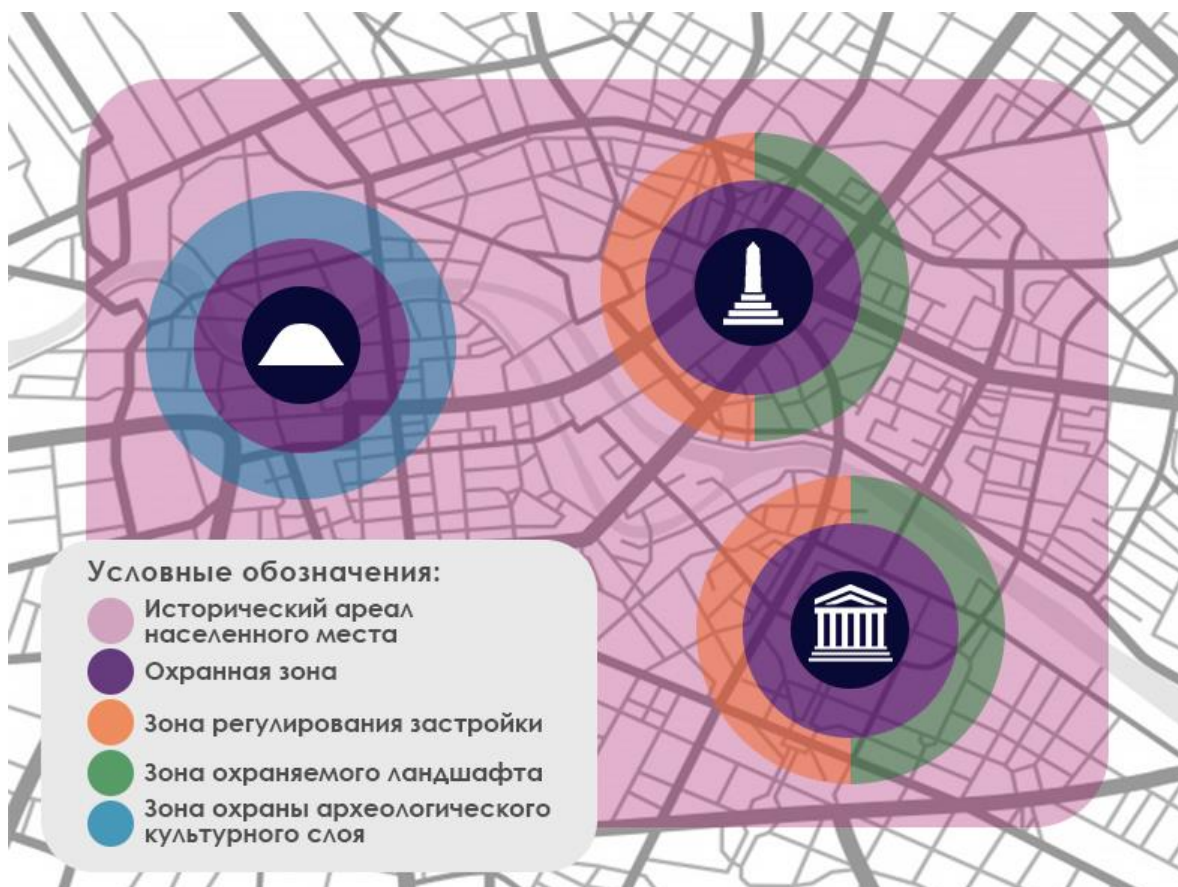 Условные обозначения:
Исторический ареал
населенного места
Охранная зона
Зона регулирования застройки
Зона охраняемого ландшафта
Зона охраны археологического
культурного слоя